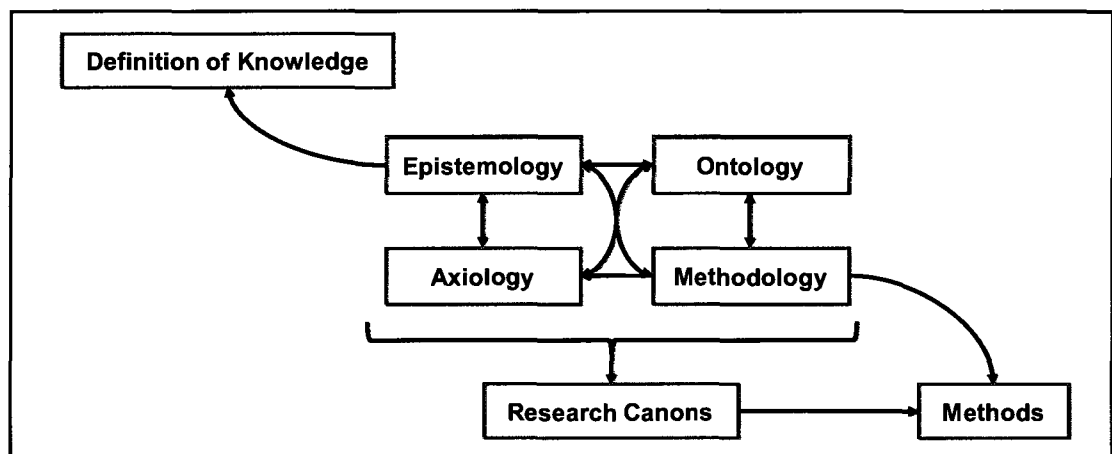 Definition of Knowledge
Epistemology
Ontology
Axiology
Methodology
Research Canons
Methods